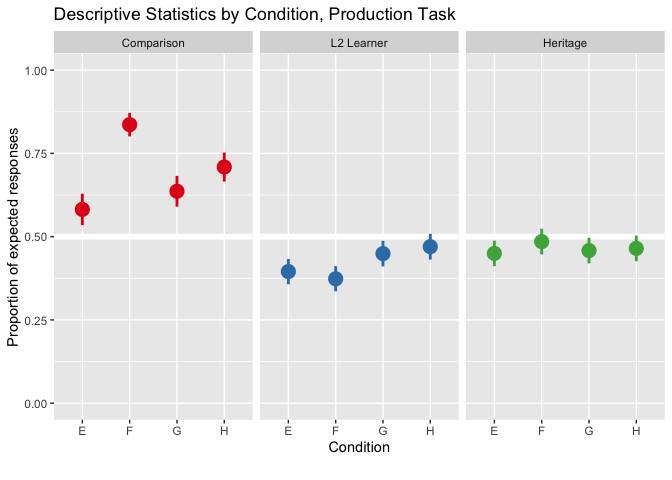 Descriptive Statistics by Condition, Production Task
Comparison L2 Learner Heritage
Proportion of expected responses
1.00
0.75
0.50
0.25
0.00
E F G H E F G H E F G H
Condition